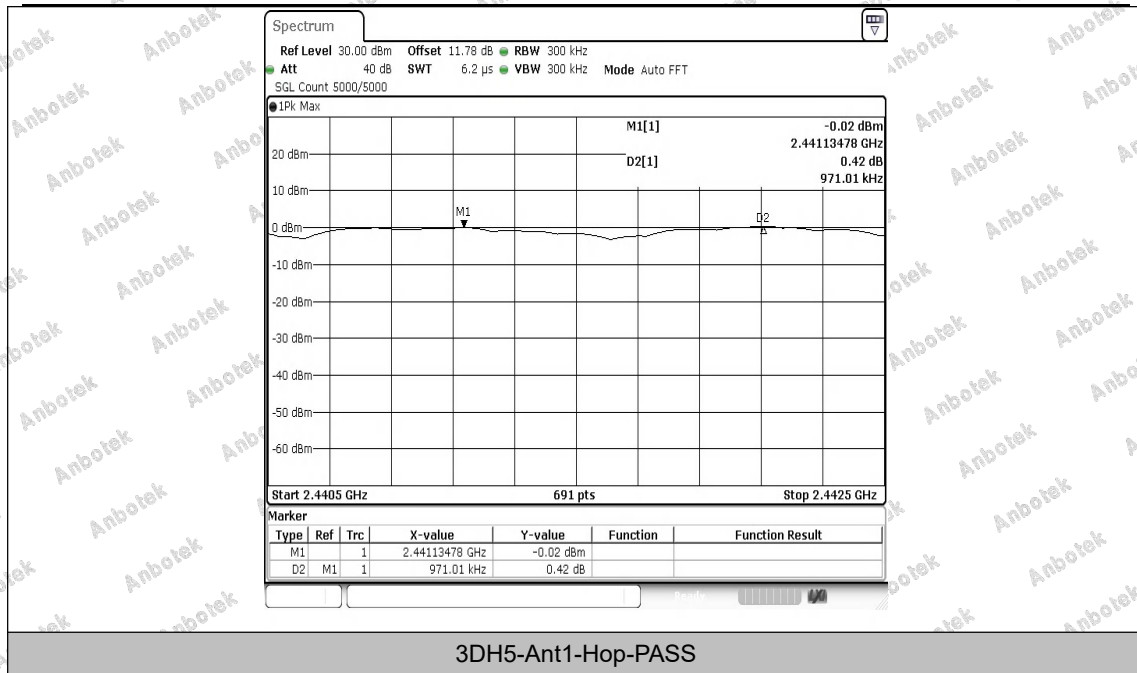 Spectrum
Ref Level 30.00 dBm Offset 11.78 dB RBW 300 kHz
Att 40 dB SWT 6.2 µs VBW 300 kHz Mode Auto FFT
SGL Count 5000/5000
1Pk Max
M1[1] -0.02 dBm
2.44113478 GHz
D2[1] 0.42 dB
971.01 kHz
20 dBm
10 dBm
M1
D2
0 dBm
-10 dBm
-20 dBm
-30 dBm
-40 dBm
-50 dBm
-60 dBm
Start 2.4405 GHz 691 pts Stop 2.4425 GHz
Marker
Type Ref Trc X-value Y-value Function Function Result
M1 1 2.44113478 GHz -0.02 dBm
D2 M1 1 971.01 kHz 0.42 dB
3DH5-Ant1-Hop-PASS
Anbotek